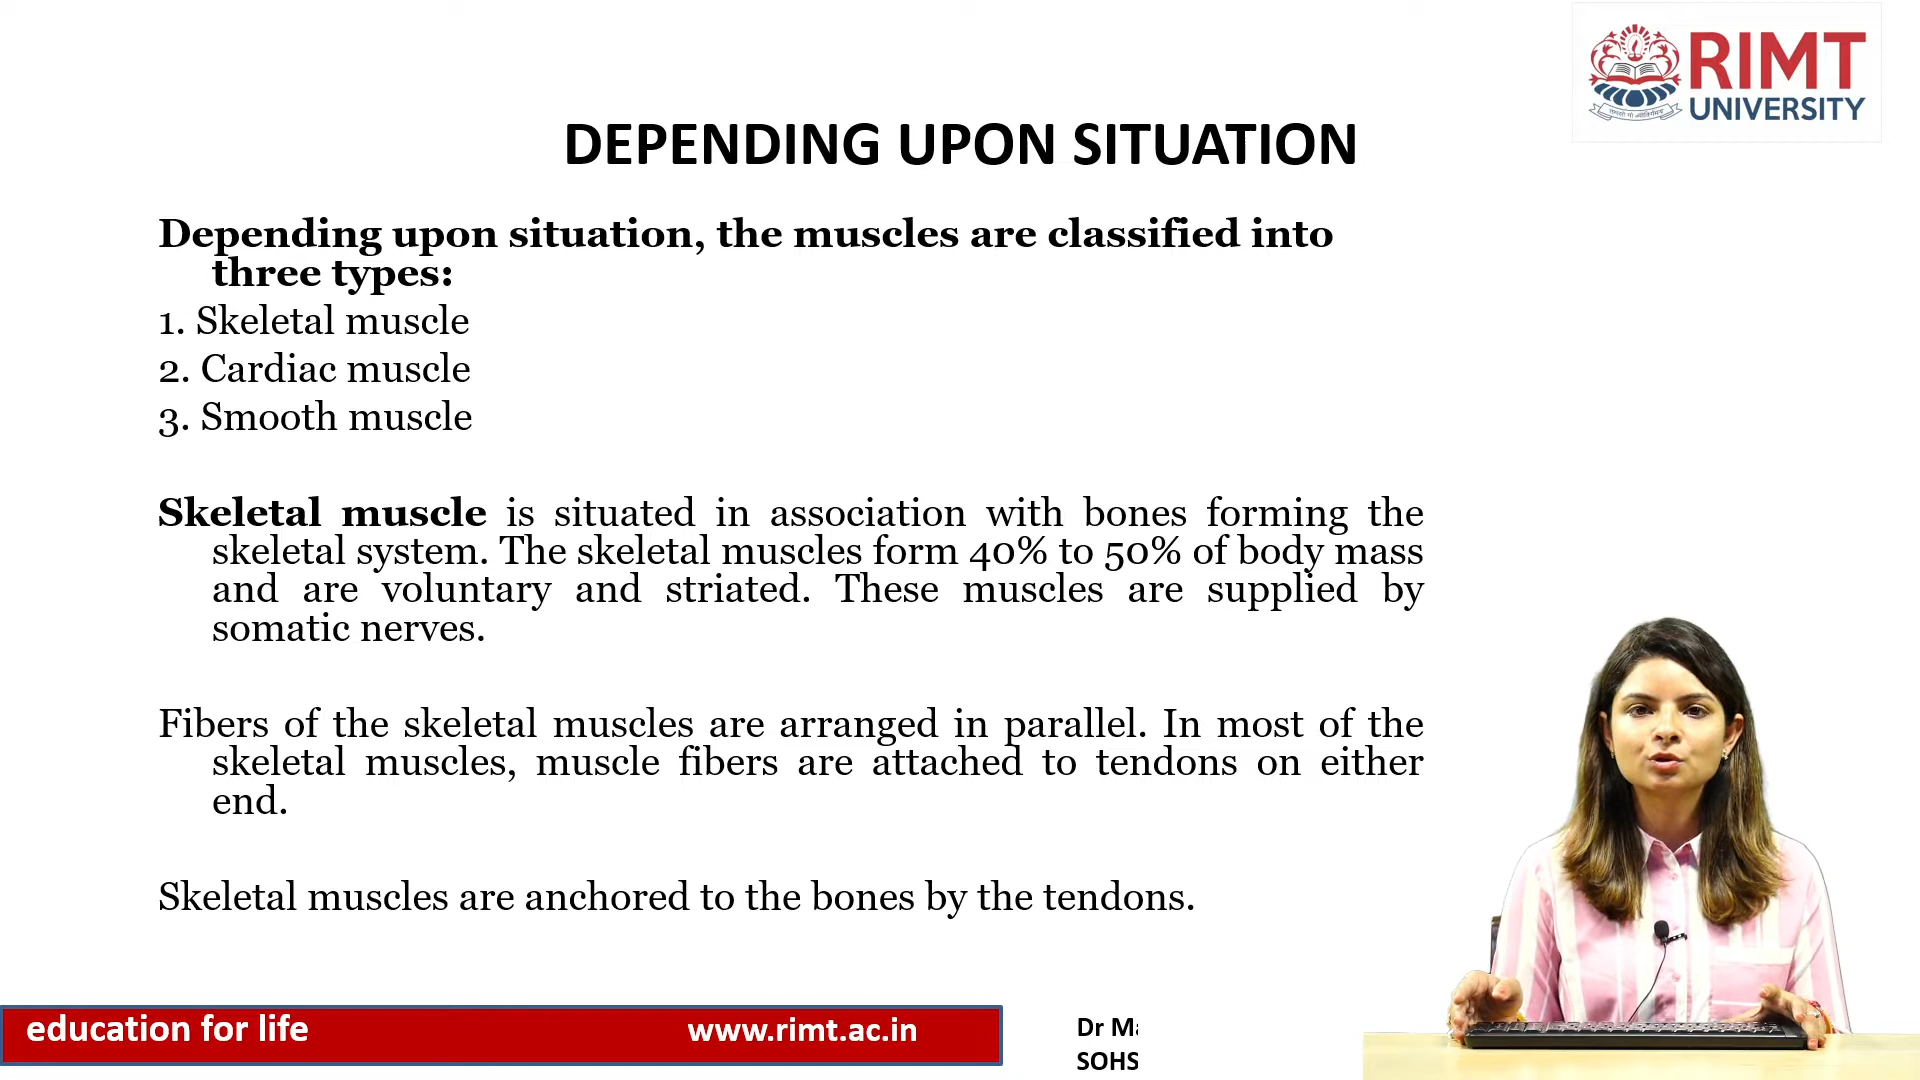 RIMT
UNIVERSITY
DEPENDING UPON SITUATION
Depending upon situation, the muscles are classified into
three types:
1. Skeletal muscle
2. Cardiac muscle
3. Smooth muscle
Skeletal muscle is situated in association with bones forming the
skeletal system. The skeletal muscles form 40% to 50% of body mass
and are voluntary and striated. These muscles are supplied by
somatic nerves.
Fibers of the skeletal muscles are arranged in parallel. In most of the
skeletal muscles, muscle fibers are attached to tendons on either
end.
Skeletal muscles are anchored to the bones by the tendons.
education for life
www.rimt.ac.in
Dr
SOHS